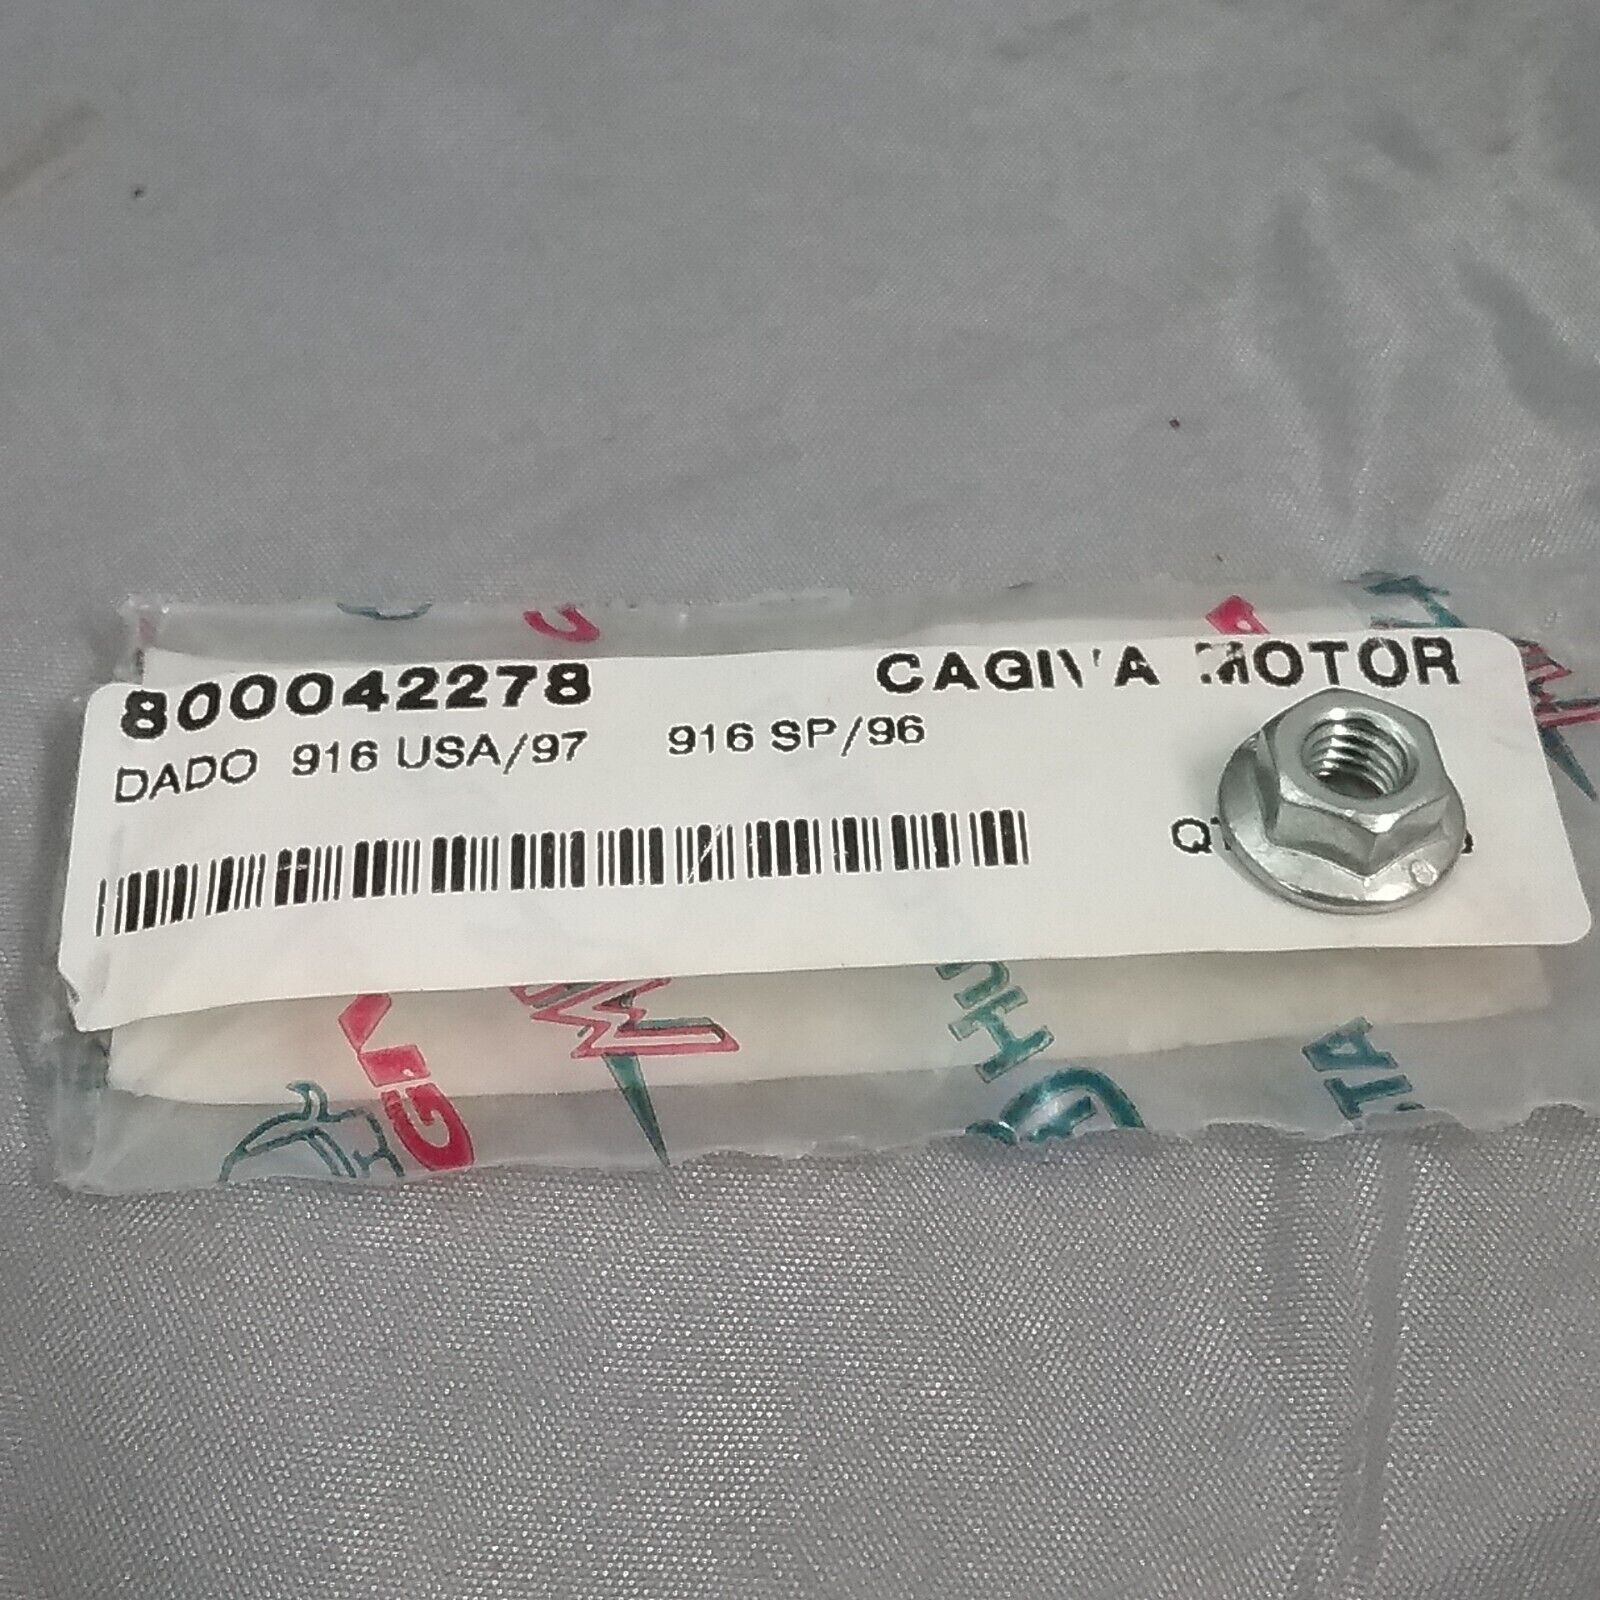 800042278 CAGIVA MOTOR
DADO 916 USA/97 916 SP/96